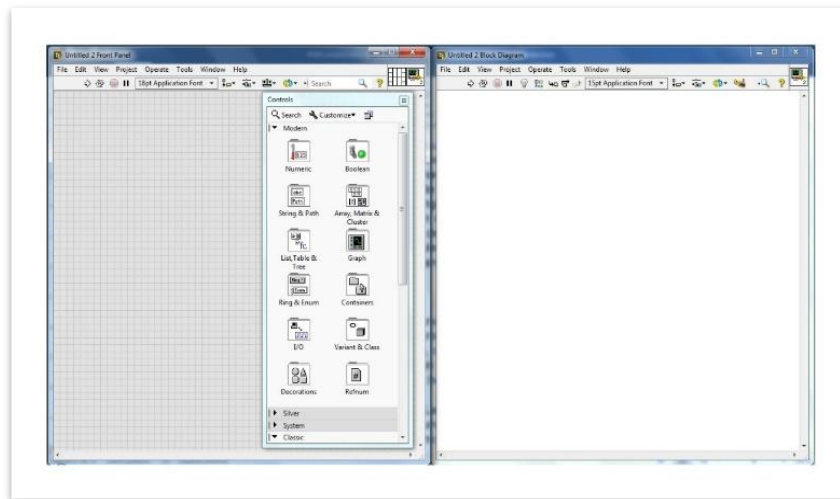 Untitled 2 Front Panel
File Edit View Project Operate Tools Window Help
18pt Application Font
Search
Controls
Search Customize
Modern
Numeric Boolean
String & Path Array, Matrix & Cluster
List, Table & Tree Graph
Ring & Enum Containers
I/O Variant & Class
Decorations Refnum
Silver
System
Classic
Untitled 2 Block Diagram
File Edit View Project Operate Tools Window Help
15pt Application Font